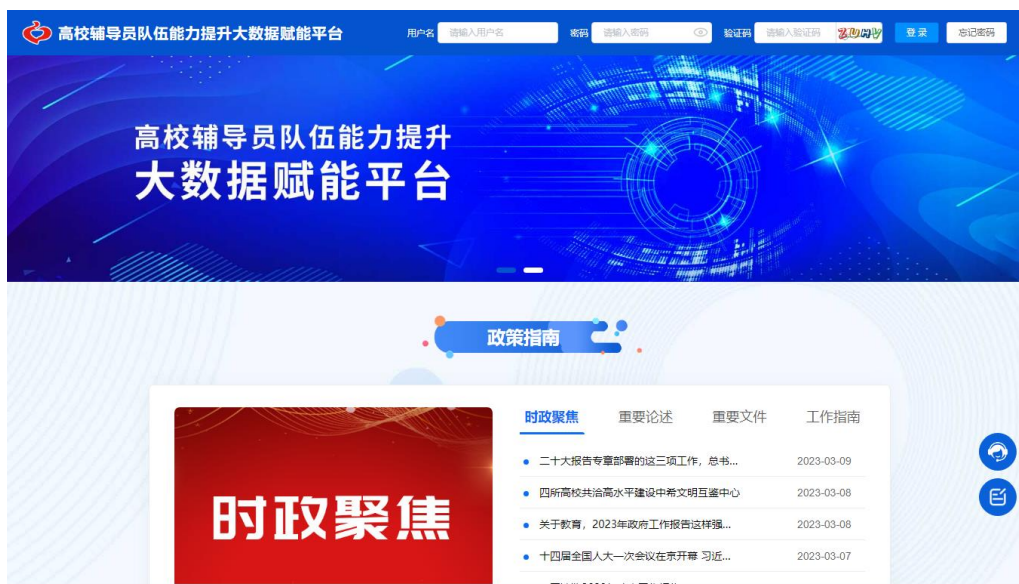 高校辅导员队伍能力提升大数据赋能平台 用户名 请输入用户名 密码 请输入密码 验证码 请输入验证码 ZUHV 登录 忘记密码
高校辅导员队伍能力提升
大数据赋能平台
政策指南
时政聚焦 重要论述 重要文件 工作指南
二十大报告专章部署的这三项工作，总书... 2023-03-09
四所高校共洽高水平建设中希文明互鉴中心 2023-03-08
关于教育，2023年政府工作报告这样强... 2023-03-08
十四届全国人大一次会议在京开幕 习近... 2023-03-07
时政聚焦